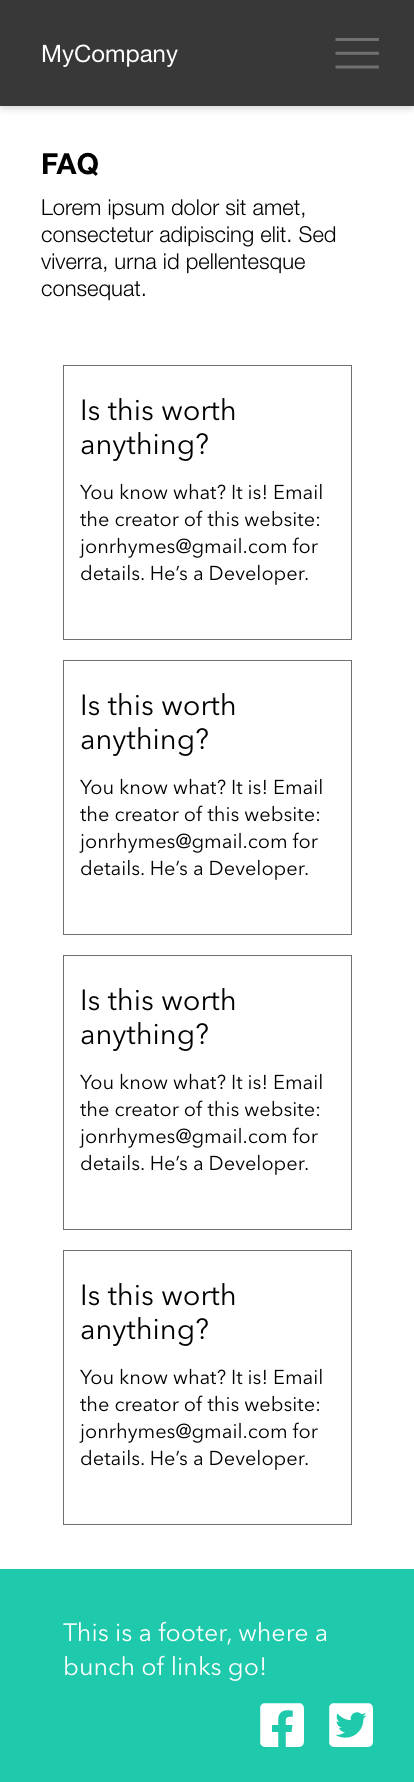 MyCompany
FAQ
Lorem ipsum dolor sit amet,
consectetur adipiscing elit. Sed
viverra, urna id pellentesque
consequat.
Is this worth
anything?
You know what? It is! Email
the creator of this website:
jonrhymes@gmail.com for
details. He’s a Developer.
Is this worth
anything?
You know what? It is! Email
the creator of this website:
jonrhymes@gmail.com for
details. He’s a Developer.
Is this worth
anything?
You know what? It is! Email
the creator of this website:
jonrhymes@gmail.com for
details. He’s a Developer.
Is this worth
anything?
You know what? It is! Email
the creator of this website:
jonrhymes@gmail.com for
details. He’s a Developer.
This is a footer, where a
bunch of links go!